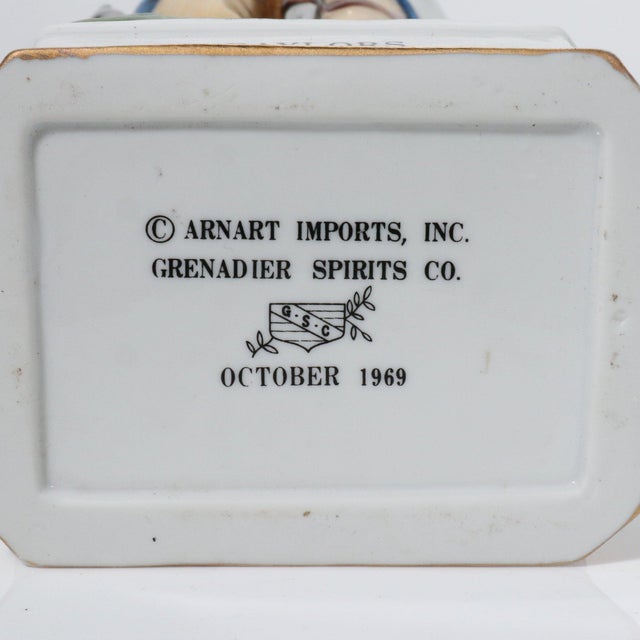 © ARNART IMPORTS, INC.
GRENADIER SPIRITS CO.
G·S·C
OCTOBER 1969